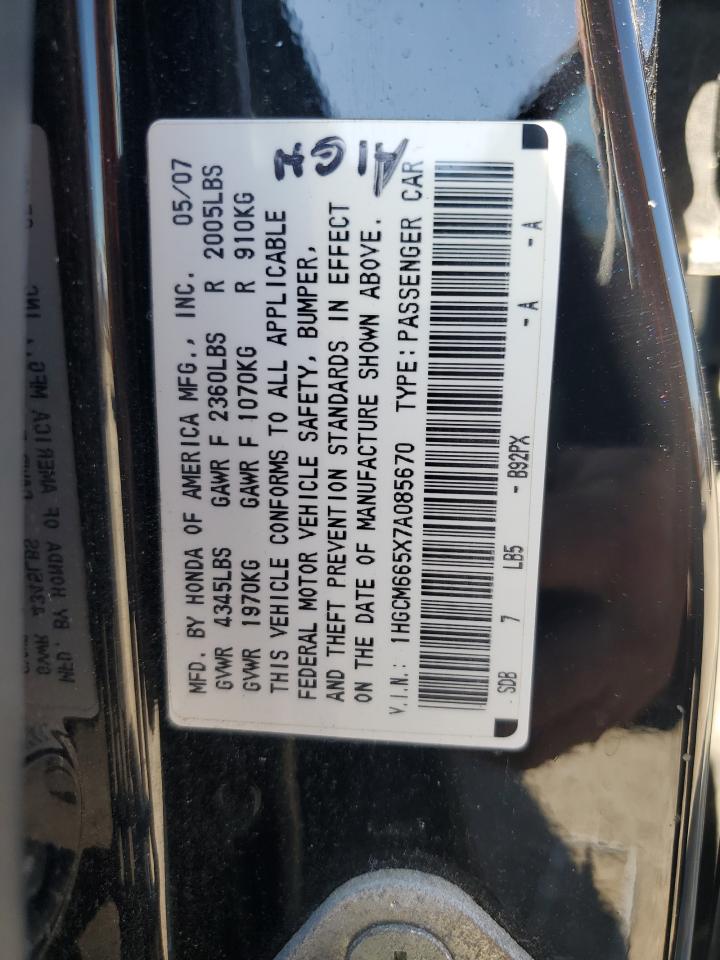 MFD. BY HONDA OF AMERICA MFG., INC. 05/07
GVWR 4345LBS GAWR F 2360LBS R 2005LBS
GVWR 1970KG GAWR F 1070KG R 910KG
THIS VEHICLE CONFORMS TO ALL APPLICABLE
FEDERAL MOTOR VEHICLE SAFETY, BUMPER,
AND THEFT PREVENTION STANDARDS IN EFFECT
ON THE DATE OF MANUFACTURE SHOWN ABOVE.
V.I.N.: 1HGCM665X7A085670 TYPE: PASSENGER CAR
- SDB 7 LB5 - B92PX - A - A